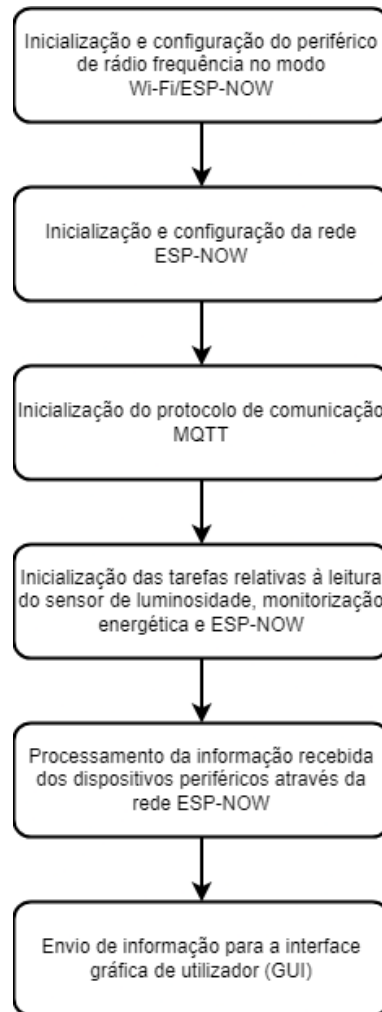 Inicialização e configuração do periférico
de rádio frequência no modo
Wi-Fi/ESP-NOW
Inicialização e configuração da rede
ESP-NOW
Inicialização do protocolo de comunicação
MQTT
Inicialização das tarefas relativas à leitura
do sensor de luminosidade, monitorização
energética e ESP-NOW
Processamento da informação recebida
dos dispositivos periféricos através da
rede ESP-NOW
Envio de informação para a interface
gráfica de utilizador (GUI)